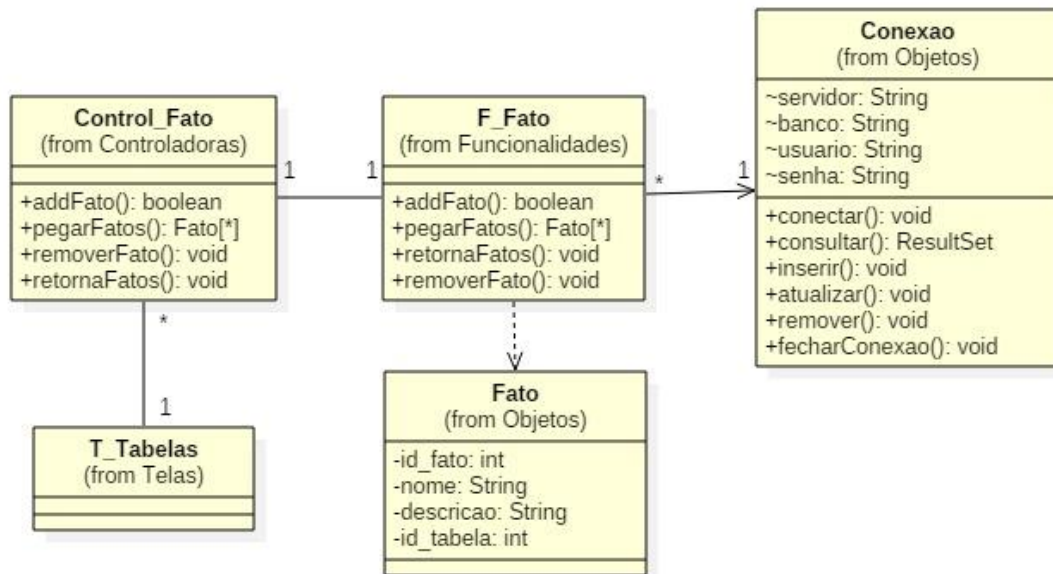 Control_Fato
(from Controladoras)
+addFato(): boolean
+pegarFatos(): Fato[*]
+removerFato(): void
+retornaFatos(): void
1
1
F_Fato
(from Funcionalidades)
+addFato(): boolean
+pegarFatos(): Fato[*]
+retornaFatos(): void
+removerFato(): void
*
1
Conexao
(from Objetos)
~servidor: String
~banco: String
~usuario: String
~senha: String
+conectar(): void
+consultar(): ResultSet
+inserir(): void
+atualizar(): void
+remover(): void
+fecharConexao(): void
*
1
T_Tabelas
(from Telas)
Fato
(from Objetos)
-id_fato: int
-nome: String
-descricao: String
-id_tabela: int